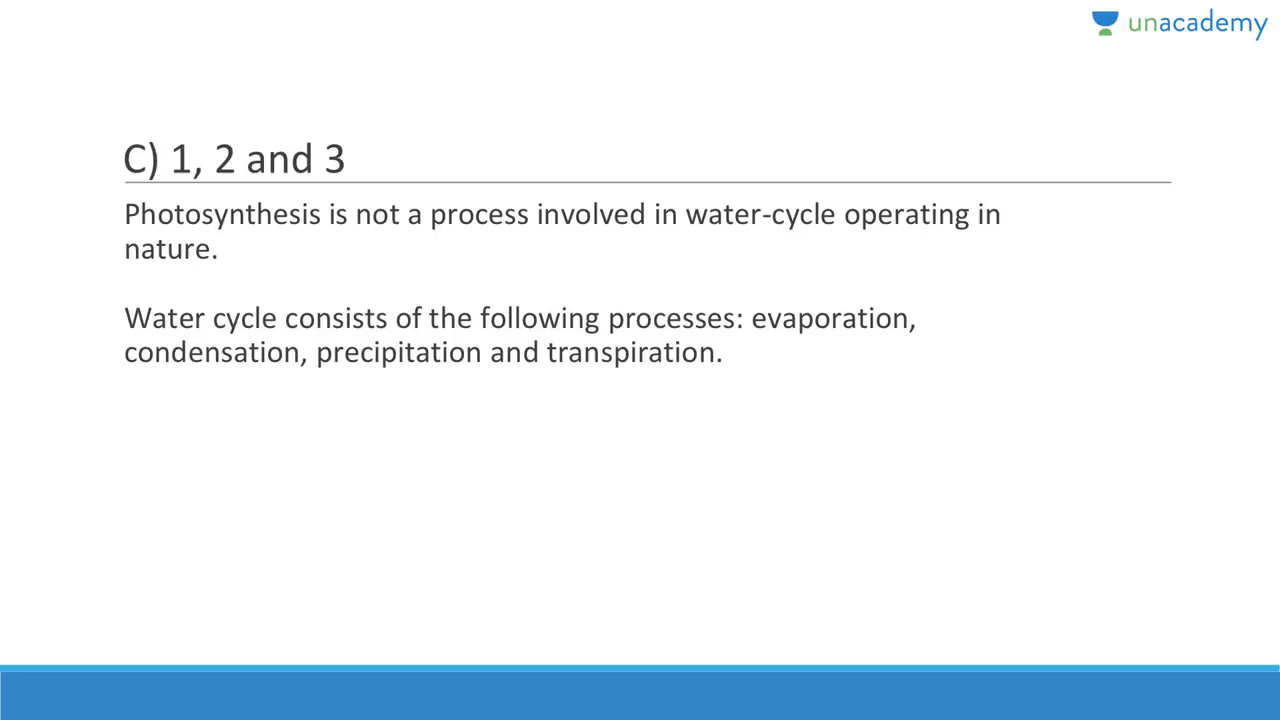 unacademy
C) 1, 2 and 3
Photosynthesis is not a process involved in water-cycle operating in
nature.
Water cycle consists of the following processes: evaporation,
condensation, precipitation and transpiration.